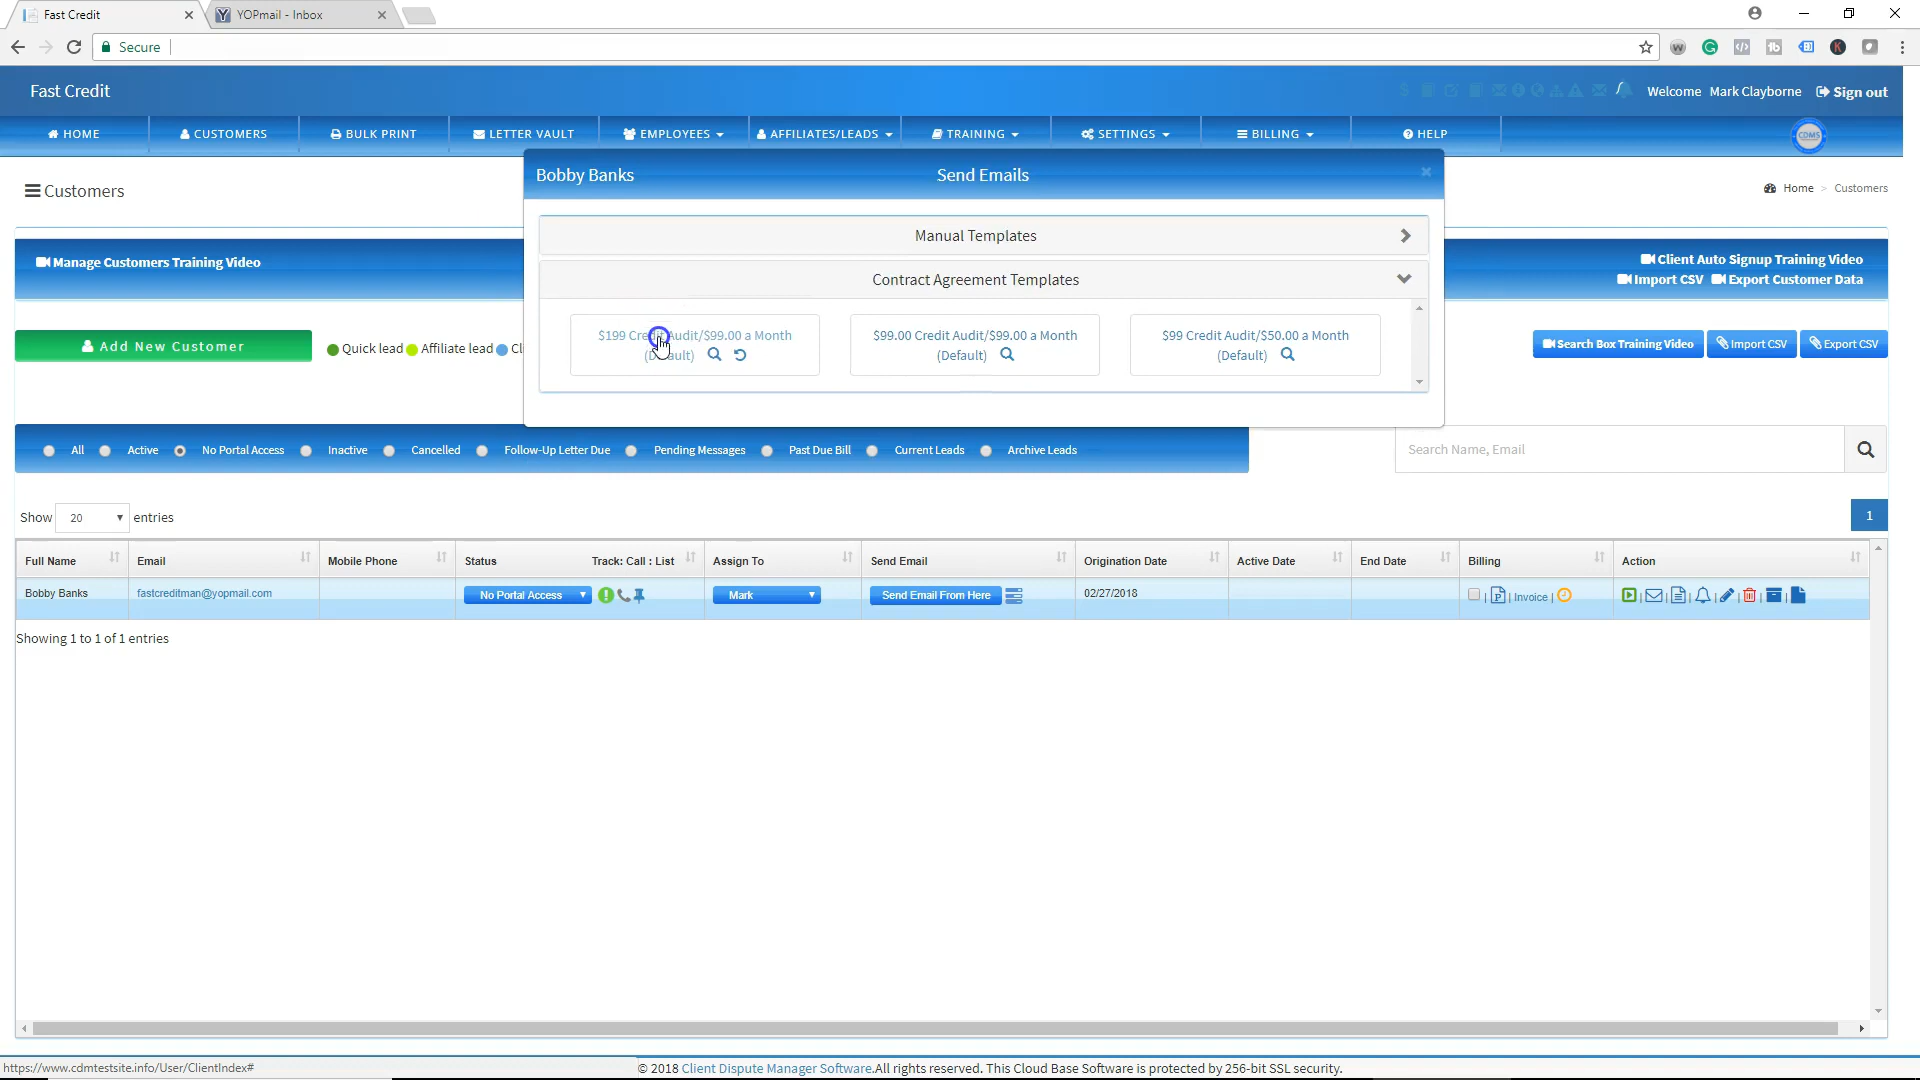 Fast Credit
YOPmail - Inbox
Secure
Fast Credit
Welcome Mark Clayborne Sign out
HOME CUSTOMERS BULK PRINT LETTER VAULT EMPLOYEES AFFILIATES/LEADS TRAINING SETTINGS BILLING HELP
CDMS
Bobby Banks Send Emails ×
Customers
Home > Customers
Manual Templates
Manage Customers Training Video
Client Auto Signup Training Video
Import CSV Export Customer Data
Contract Agreement Templates
$199 Credit Audit/$99.00 a Month
(Default)
$99.00 Credit Audit/$99.00 a Month
(Default)
$99 Credit Audit/$50.00 a Month
(Default)
Add New Customer
Quick lead Affiliate lead
Search Box Training Video Import CSV Export CSV
All Active No Portal Access Inactive Cancelled Follow-Up Letter Due Pending Messages Past Due Bill Current Leads Archive Leads
Search Name, Email
Show 20 entries
1
Full Name Email Mobile Phone Status Track: Call : List Assign To Send Email Origination Date Active Date End Date Billing Action
Bobby Banks fastcreditman@yopmail.com No Portal Access Mark Send Email From Here 02/27/2018 | | Invoice |
Showing 1 to 1 of 1 entries
https://www.cdmtestsite.info/User/ClientIndex#
© 2018 Client Dispute Manager Software.All rights reserved. This Cloud Base Software is protected by 256-bit SSL security.